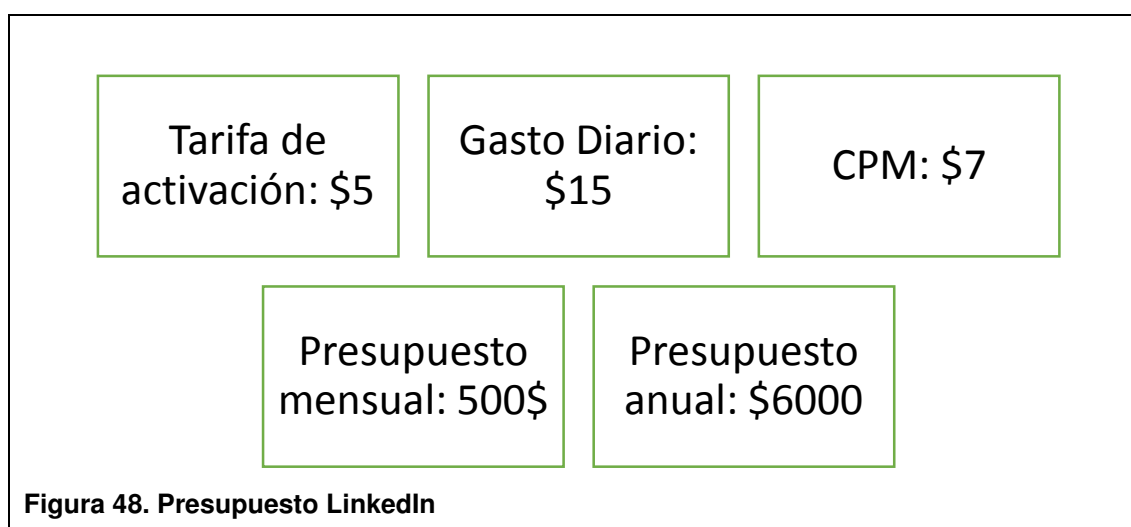 Tarifa de
activación: $5
Gasto Diario:
$15
CPM: $7
Presupuesto
mensual: 500$
Presupuesto
anual: $6000
Figura 48. Presupuesto LinkedIn